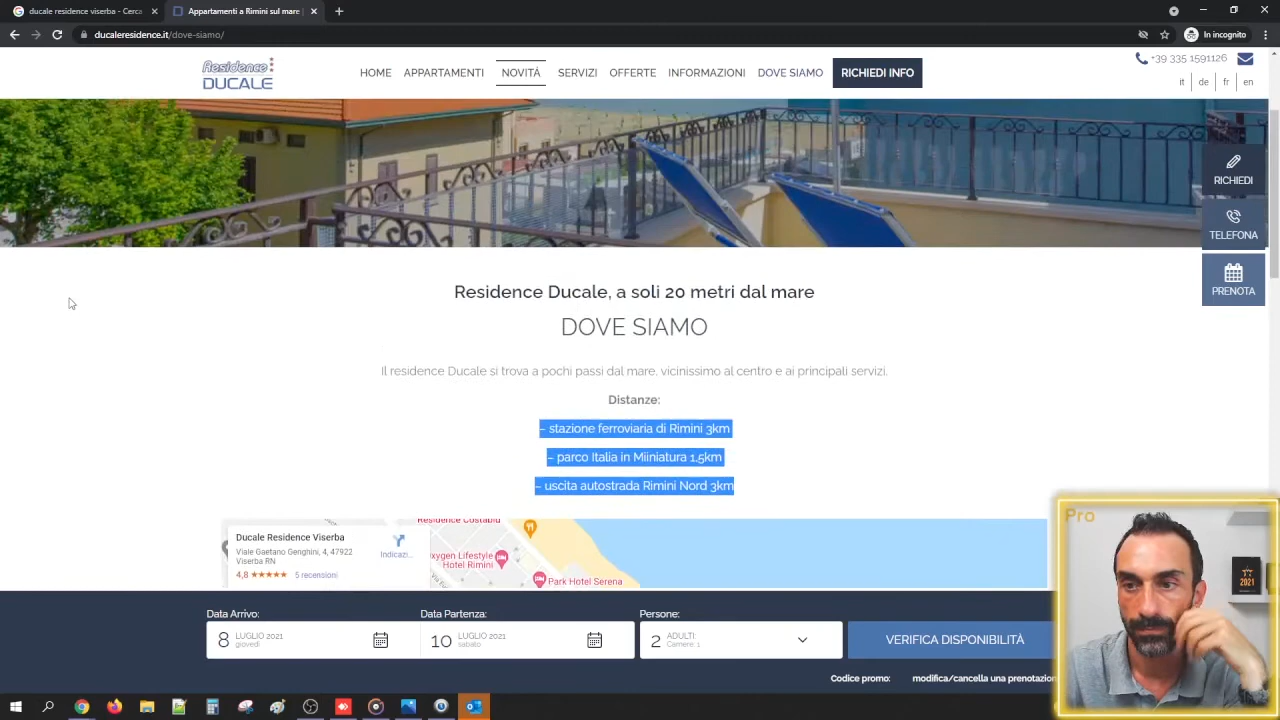 ducale residence viserba - Cerca
Appartamenti a Rimini sul mare |
ducaleresidence.it/dove-siamo/
In incognito
Residence
DUCALE
HOME
APPARTAMENTI
NOVITÁ
SERVIZI
OFFERTE
INFORMAZIONI
DOVE SIAMO
RICHIEDI INFO
+39 335 1591126
it
de
fr
en
RICHIEDI
TELEFONA
PRENOTA
Residence Ducale, a soli 20 metri dal mare
DOVE SIAMO
Il residence Ducale si trova a pochi passi dal mare, vicinissimo al centro e ai principali servizi.
Distanze:
– stazione ferroviaria di Rimini 3km
– parco Italia in Miiniatura 1,5km
– uscita autostrada Rimini Nord 3km
Ducale Residence Viserba
Viale Gaetano Genghini, 4, 47922
Viserba RN
4,8 ★★★★★ 5 recensioni
Indicazi...
Residence Costablu
Oxygen Lifestyle
Hotel Rimini
Park Hotel Serena
Data Arrivo:
8 LUGLIO 2021
giovedì
Data Partenza:
10 LUGLIO 2021
sabato
Persone:
2 ADULTI:
Camere: 1
VERIFICA DISPONIBILITÀ
Codice promo:
modifica/cancella una prenotazion
Pro
2021